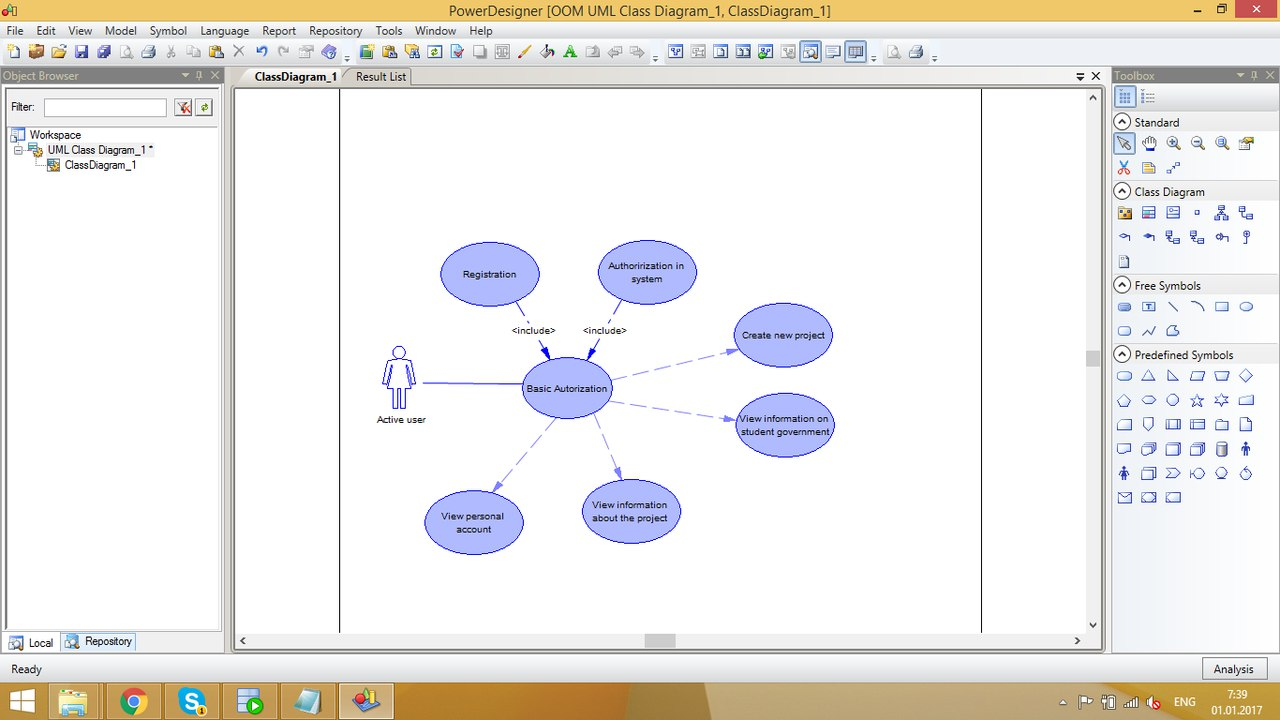 PowerDesigner [OOM UML Class Diagram_1, ClassDiagram_1]
File Edit View Model Symbol Language Report Repository Tools Window Help
Object Browser
ClassDiagram_1 Result List
Toolbox
Filter:
Workspace
UML Class Diagram_1 *
ClassDiagram_1
Standard
Class Diagram
Free Symbols
Predefined Symbols
Registration
Authorirization in
system
<include> <include>
Create new project
Basic Autorization
Active user
View information on
student government
View personal
account
View information
about the project
Local Repository
Ready
Analysis
ENG
7:39
01.01.2017